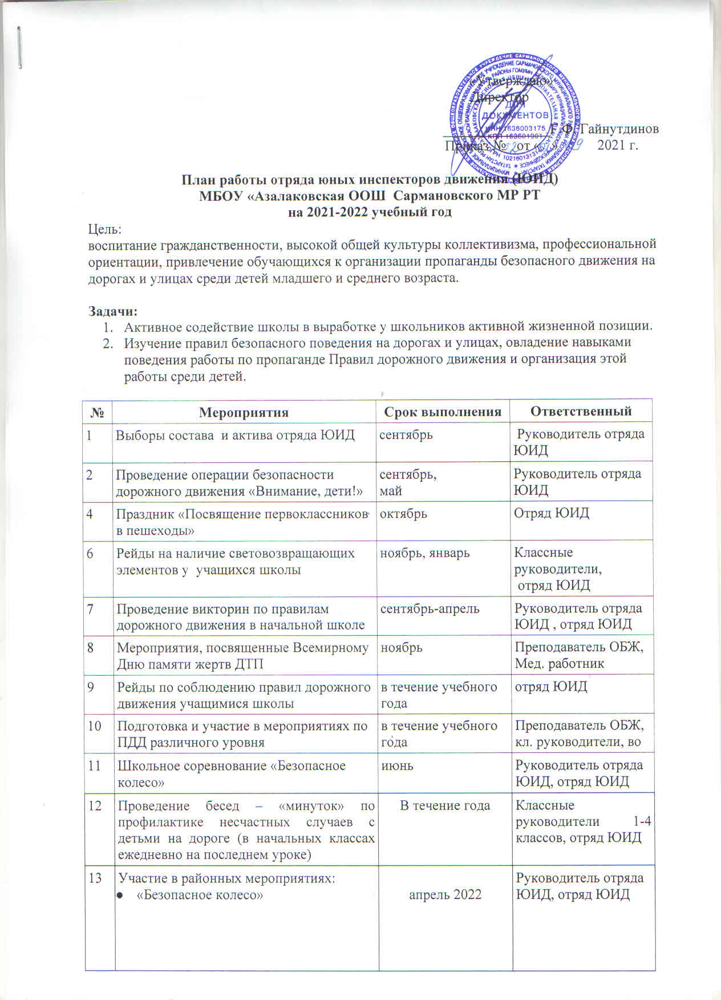 «Утверждаю»
Директор
Г.Ф. Гайнутдинов
Приказ № от « » 2021 г.
ДЛЯ
ДОКУМЕНТОВ
ИНН 1636003175
КПП 163601001
План работы отряда юных инспекторов движения (ЮИД)
МБОУ «Азалаковская ООШ Сармановского МР РТ
на 2021-2022 учебный год
Цель:
воспитание гражданственности, высокой общей культуры коллективизма, профессиональной
ориентации, привлечение обучающихся к организации пропаганды безопасного движения на
дорогах и улицах среди детей младшего и среднего возраста.
Задачи:
1. Активное содействие школы в выработке у школьников активной жизненной позиции.
2. Изучение правил безопасного поведения на дорогах и улицах, овладение навыками
поведения работы по пропаганде Правил дорожного движения и организация этой
работы среди детей.
№ Мероприятия Срок выполнения Ответственный
1 Выборы состава и актива отряда ЮИД сентябрь Руководитель отряда
ЮИД
2 Проведение операции безопасности сентябрь, Руководитель отряда
дорожного движения «Внимание, дети!» май ЮИД
4 Праздник «Посвящение первоклассников октябрь Отряд ЮИД
в пешеходы»
6 Рейды на наличие световозвращающих ноябрь, январь Классные
элементов у учащихся школы руководители,
отряд ЮИД
7 Проведение викторин по правилам сентябрь-апрель Руководитель отряда
дорожного движения в начальной школе ЮИД , отряд ЮИД
8 Мероприятия, посвященные Всемирному ноябрь Преподаватель ОБЖ,
Дню памяти жертв ДТП Мед. работник
9 Рейды по соблюдению правил дорожного в течение учебного отряд ЮИД
движения учащимися школы года
10 Подготовка и участие в мероприятиях по в течение учебного Преподаватель ОБЖ,
ПДД различного уровня года кл. руководители, во
11 Школьное соревнование «Безопасное июнь Руководитель отряда
колесо» ЮИД, отряд ЮИД
12 Проведение бесед – «минуток» по В течение года Классные
профилактике несчастных случаев с руководители 1-4
детьми на дороге (в начальных классах классов, отряд ЮИД
ежедневно на последнем уроке)
13 Участие в районных мероприятиях: Руководитель отряда
● «Безопасное колесо» апрель 2022 ЮИД, отряд ЮИД